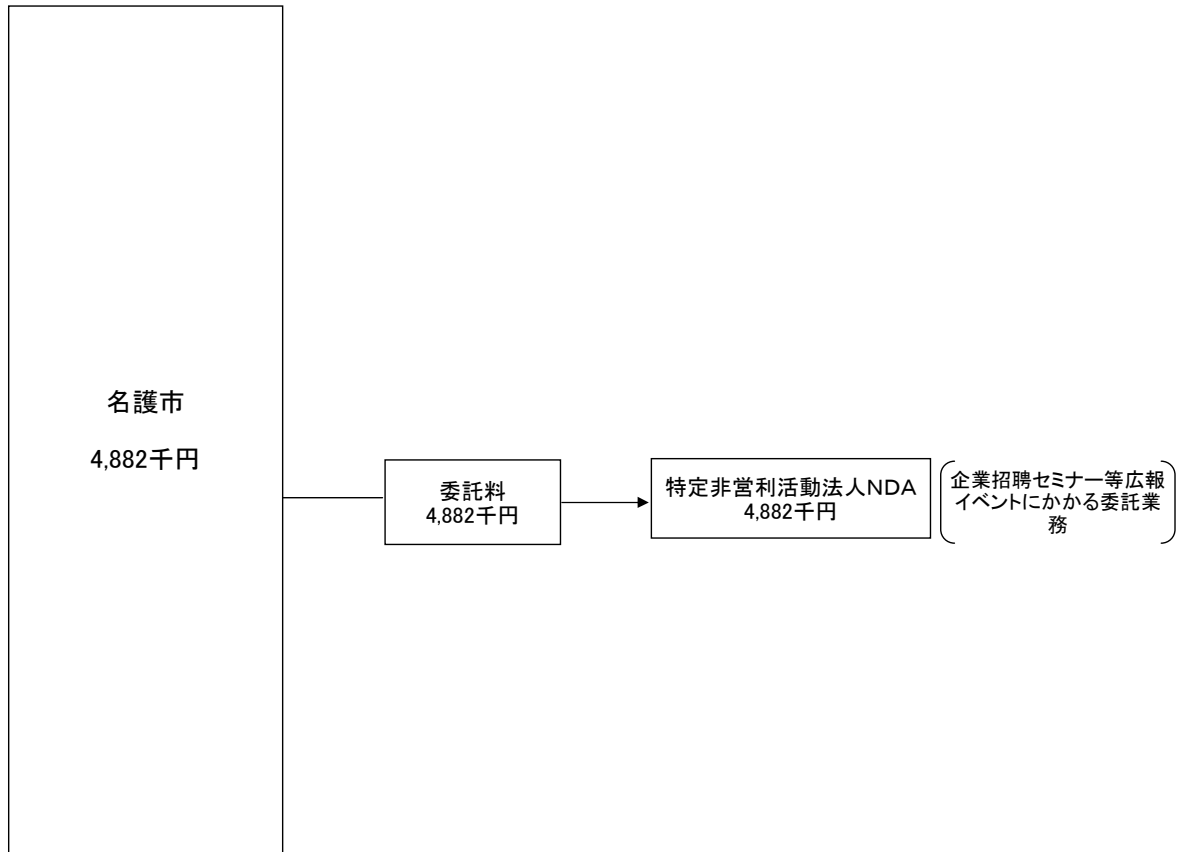 名護市
4,882千円
委託料
4,882千円
特定非営利活動法人NDA
4,882千円
企業招聘セミナー等広報
イベントにかかる委託業
務